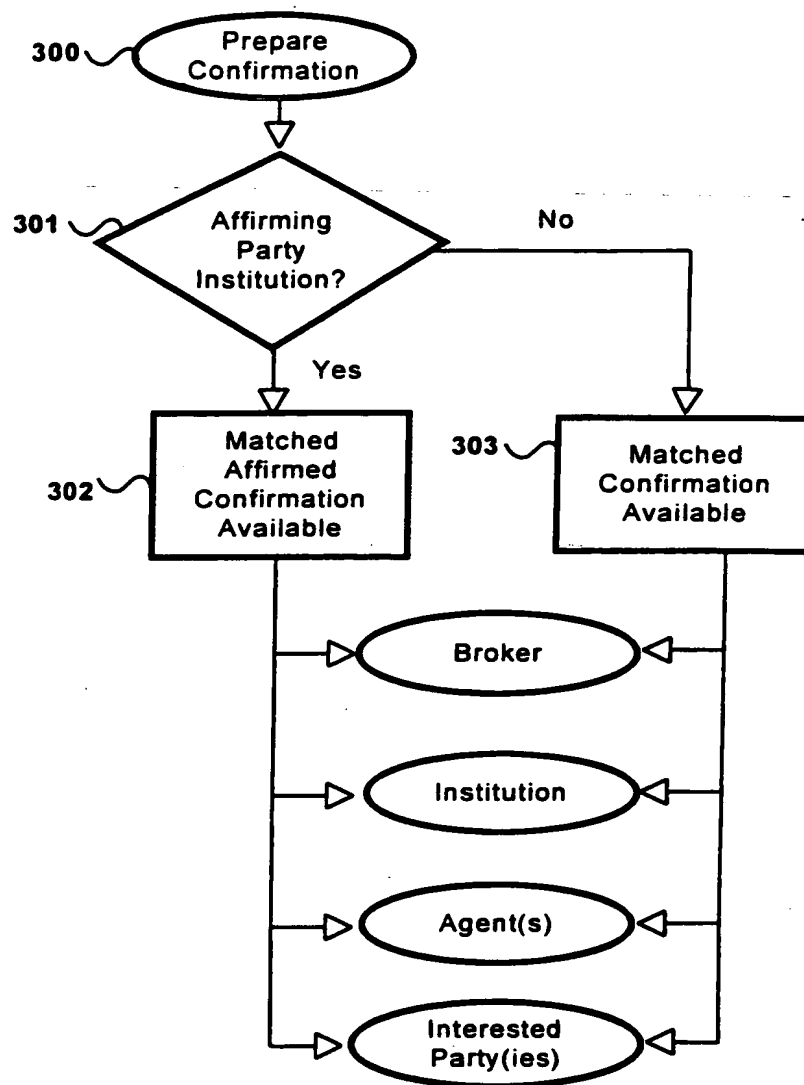 300
Prepare
Confirmation
301
Affirming
Party
Institution?
No
Yes
302
Matched
Affirmed
Confirmation
Available
303
Matched
Confirmation
Available
Broker
Institution
Agent(s)
Interested
Party(ies)